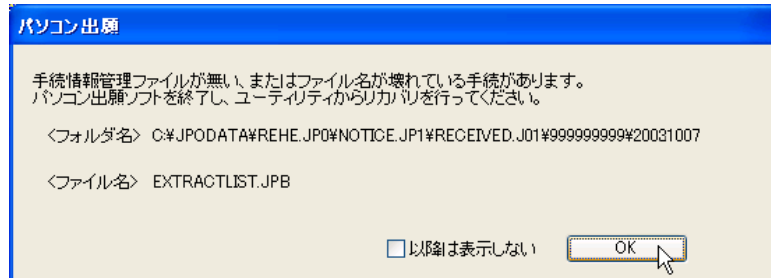 パソコン出願
手続情報管理ファイルが無い、またはファイル名が壊れている手続があります。
パソコン出願ソフトを終了し、ユーティリティからリカバリを行ってください。
<フォルダ名> C:¥JPODATA¥REHE.JP0¥NOTICE.JP1¥RECEIVED.J01¥999999999¥20031007
<ファイル名> EXTRACTLIST.JPB
以降は表示しない
OK